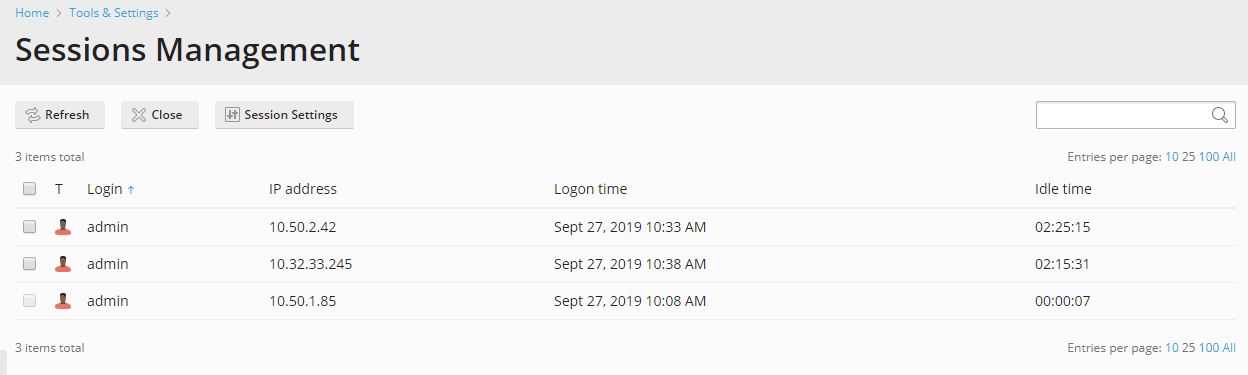 Home > Tools & Settings >
Sessions Management
Refresh Close Session Settings
3 items total Entries per page: 10 25 100 All
T Login ↑ IP address Logon time Idle time
admin 10.50.2.42 Sept 27, 2019 10:33 AM 02:25:15
admin 10.32.33.245 Sept 27, 2019 10:38 AM 02:15:31
admin 10.50.1.85 Sept 27, 2019 10:08 AM 00:00:07
3 items total Entries per page: 10 25 100 All